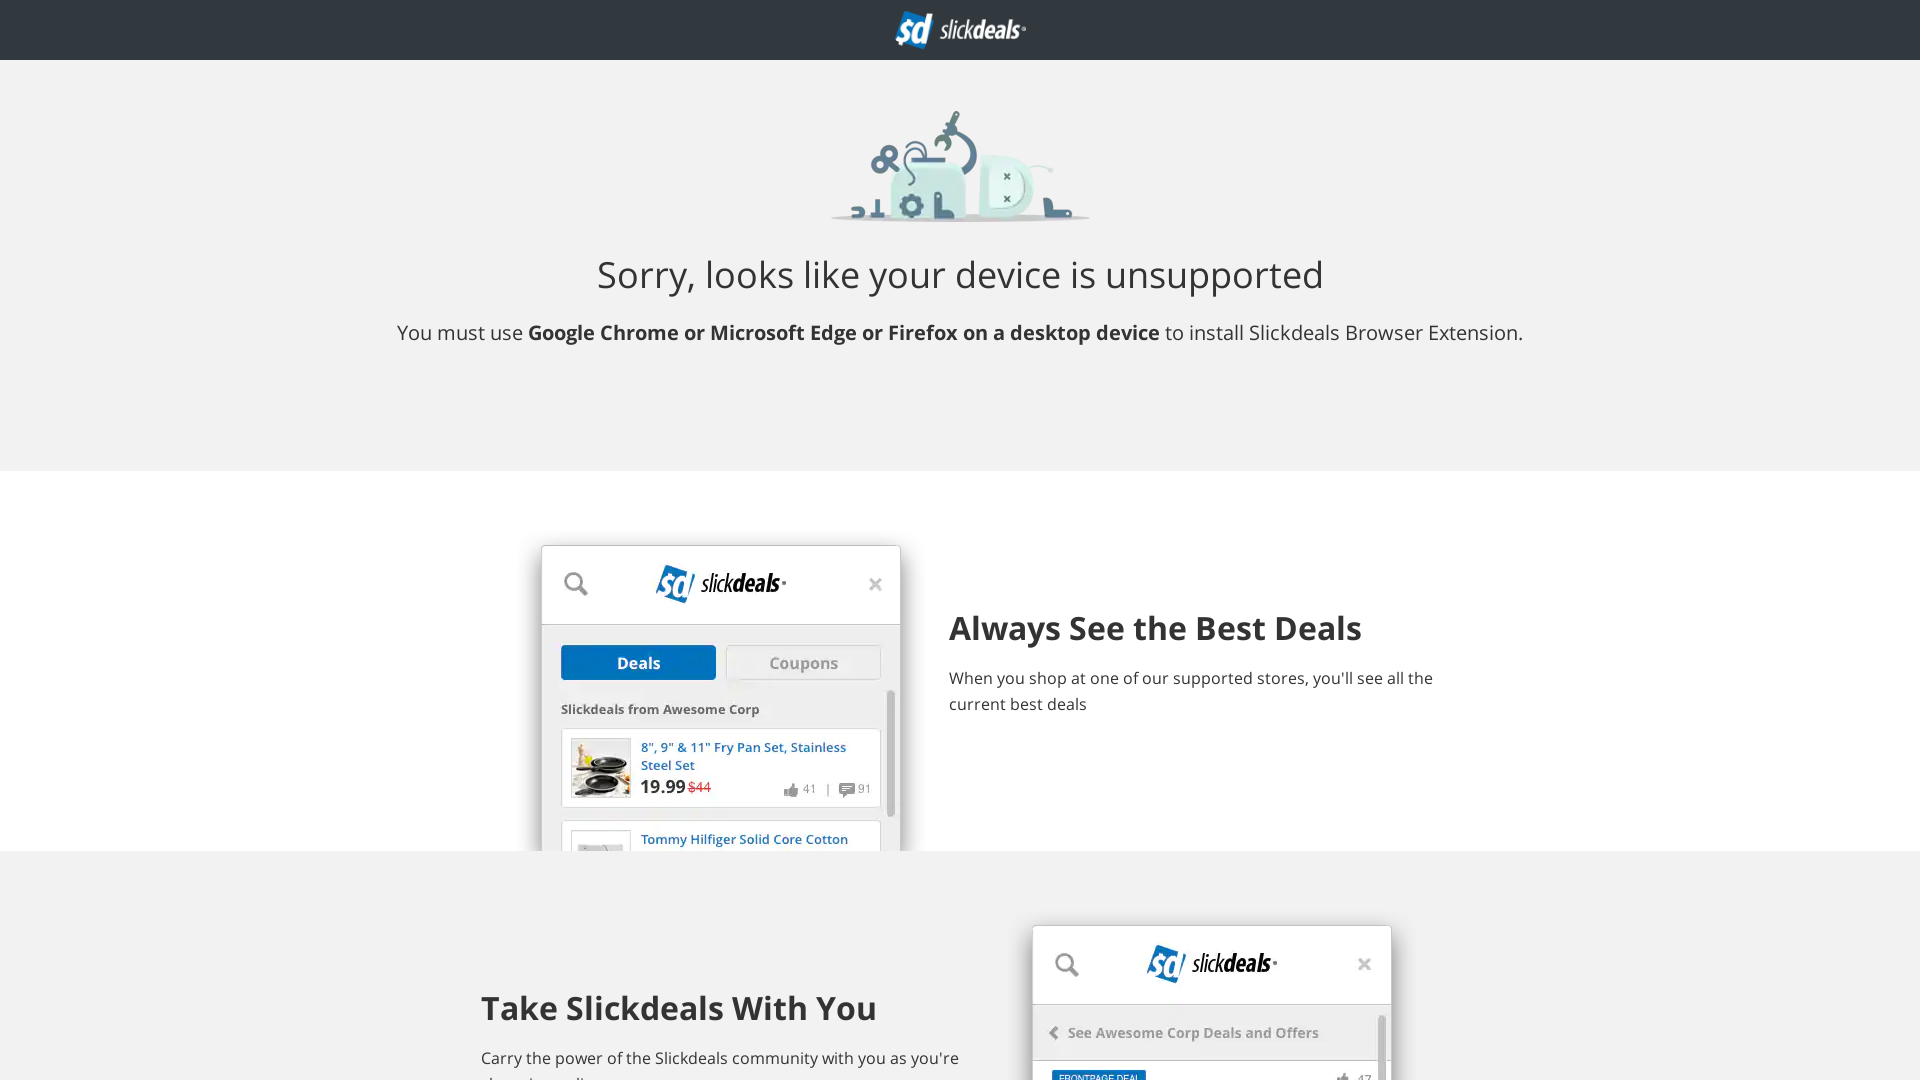 $d slickdeals
Sorry, looks like your device is unsupported
You must use Google Chrome or Microsoft Edge or Firefox on a desktop device to install Slickdeals Browser Extension.
$d slickdeals
Deals
Coupons
Slickdeals from Awesome Corp
8", 9" & 11" Fry Pan Set, Stainless
Steel Set
19.99 $44
41 | 91
Tommy Hilfiger Solid Core Cotton
Always See the Best Deals
When you shop at one of our supported stores, you'll see all the
current best deals
Take Slickdeals With You
Carry the power of the Slickdeals community with you as you're
$d slickdeals
See Awesome Corp Deals and Offers
FRONTPAGE DEAL
47